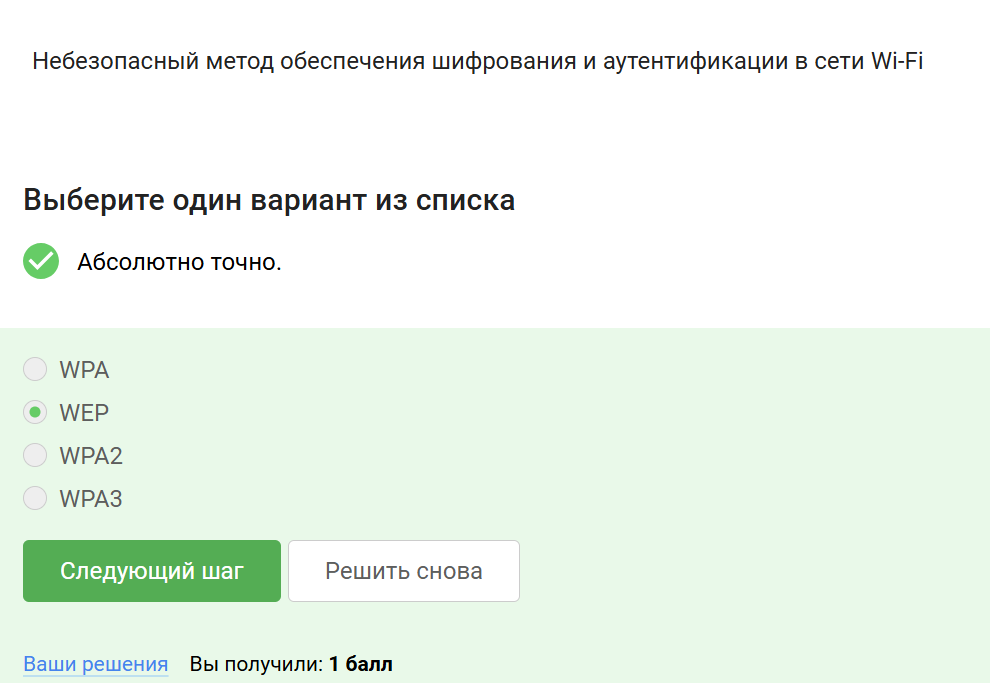 Небезопасный метод обеспечения шифрования и аутентификации в сети Wi-Fi
Выберите один вариант из списка
Абсолютно точно.
WPA
WEP
WPA2
WPA3
Следующий шаг
Решить снова
Ваши решения Вы получили: 1 балл